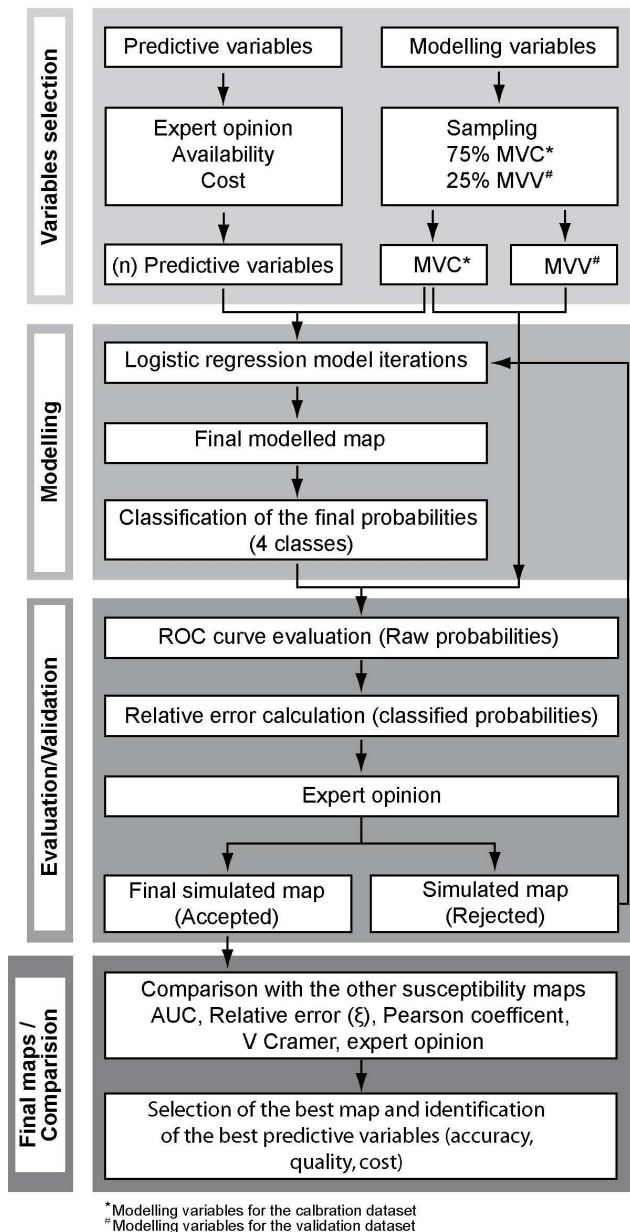 Variables selection
Predictive variables
Modelling variables
Expert opinion
Availability
Cost
Sampling
75% MVC*
25% MVV#
(n) Predictive variables
MVC*
MVV#
Modelling
Logistic regression model iterations
Final modelled map
Classification of the final probabilities
(4 classes)
Evaluation/Validation
ROC curve evaluation (Raw probabilities)
Relative error calculation (classified probabilities)
Expert opinion
Final simulated map
(Accepted)
Simulated map
(Rejected)
Final maps /
Comparision
Comparison with the other susceptibility maps
AUC, Relative error (ξ), Pearson coefficent,
V Cramer, expert opinion
Selection of the best map and identification
of the best predictive variables (accuracy,
quality, cost)
*Modelling variables for the calbration dataset
#Modelling variables for the validation dataset